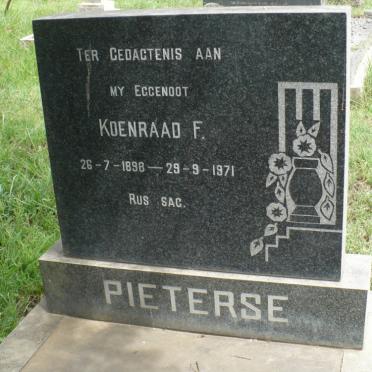 TER GEDAGTENIS AAN
MY EGGENOOT
KOENRAAD F.
26-7-1898 — 29-9-1971
RUS SAG.
PIETERSE